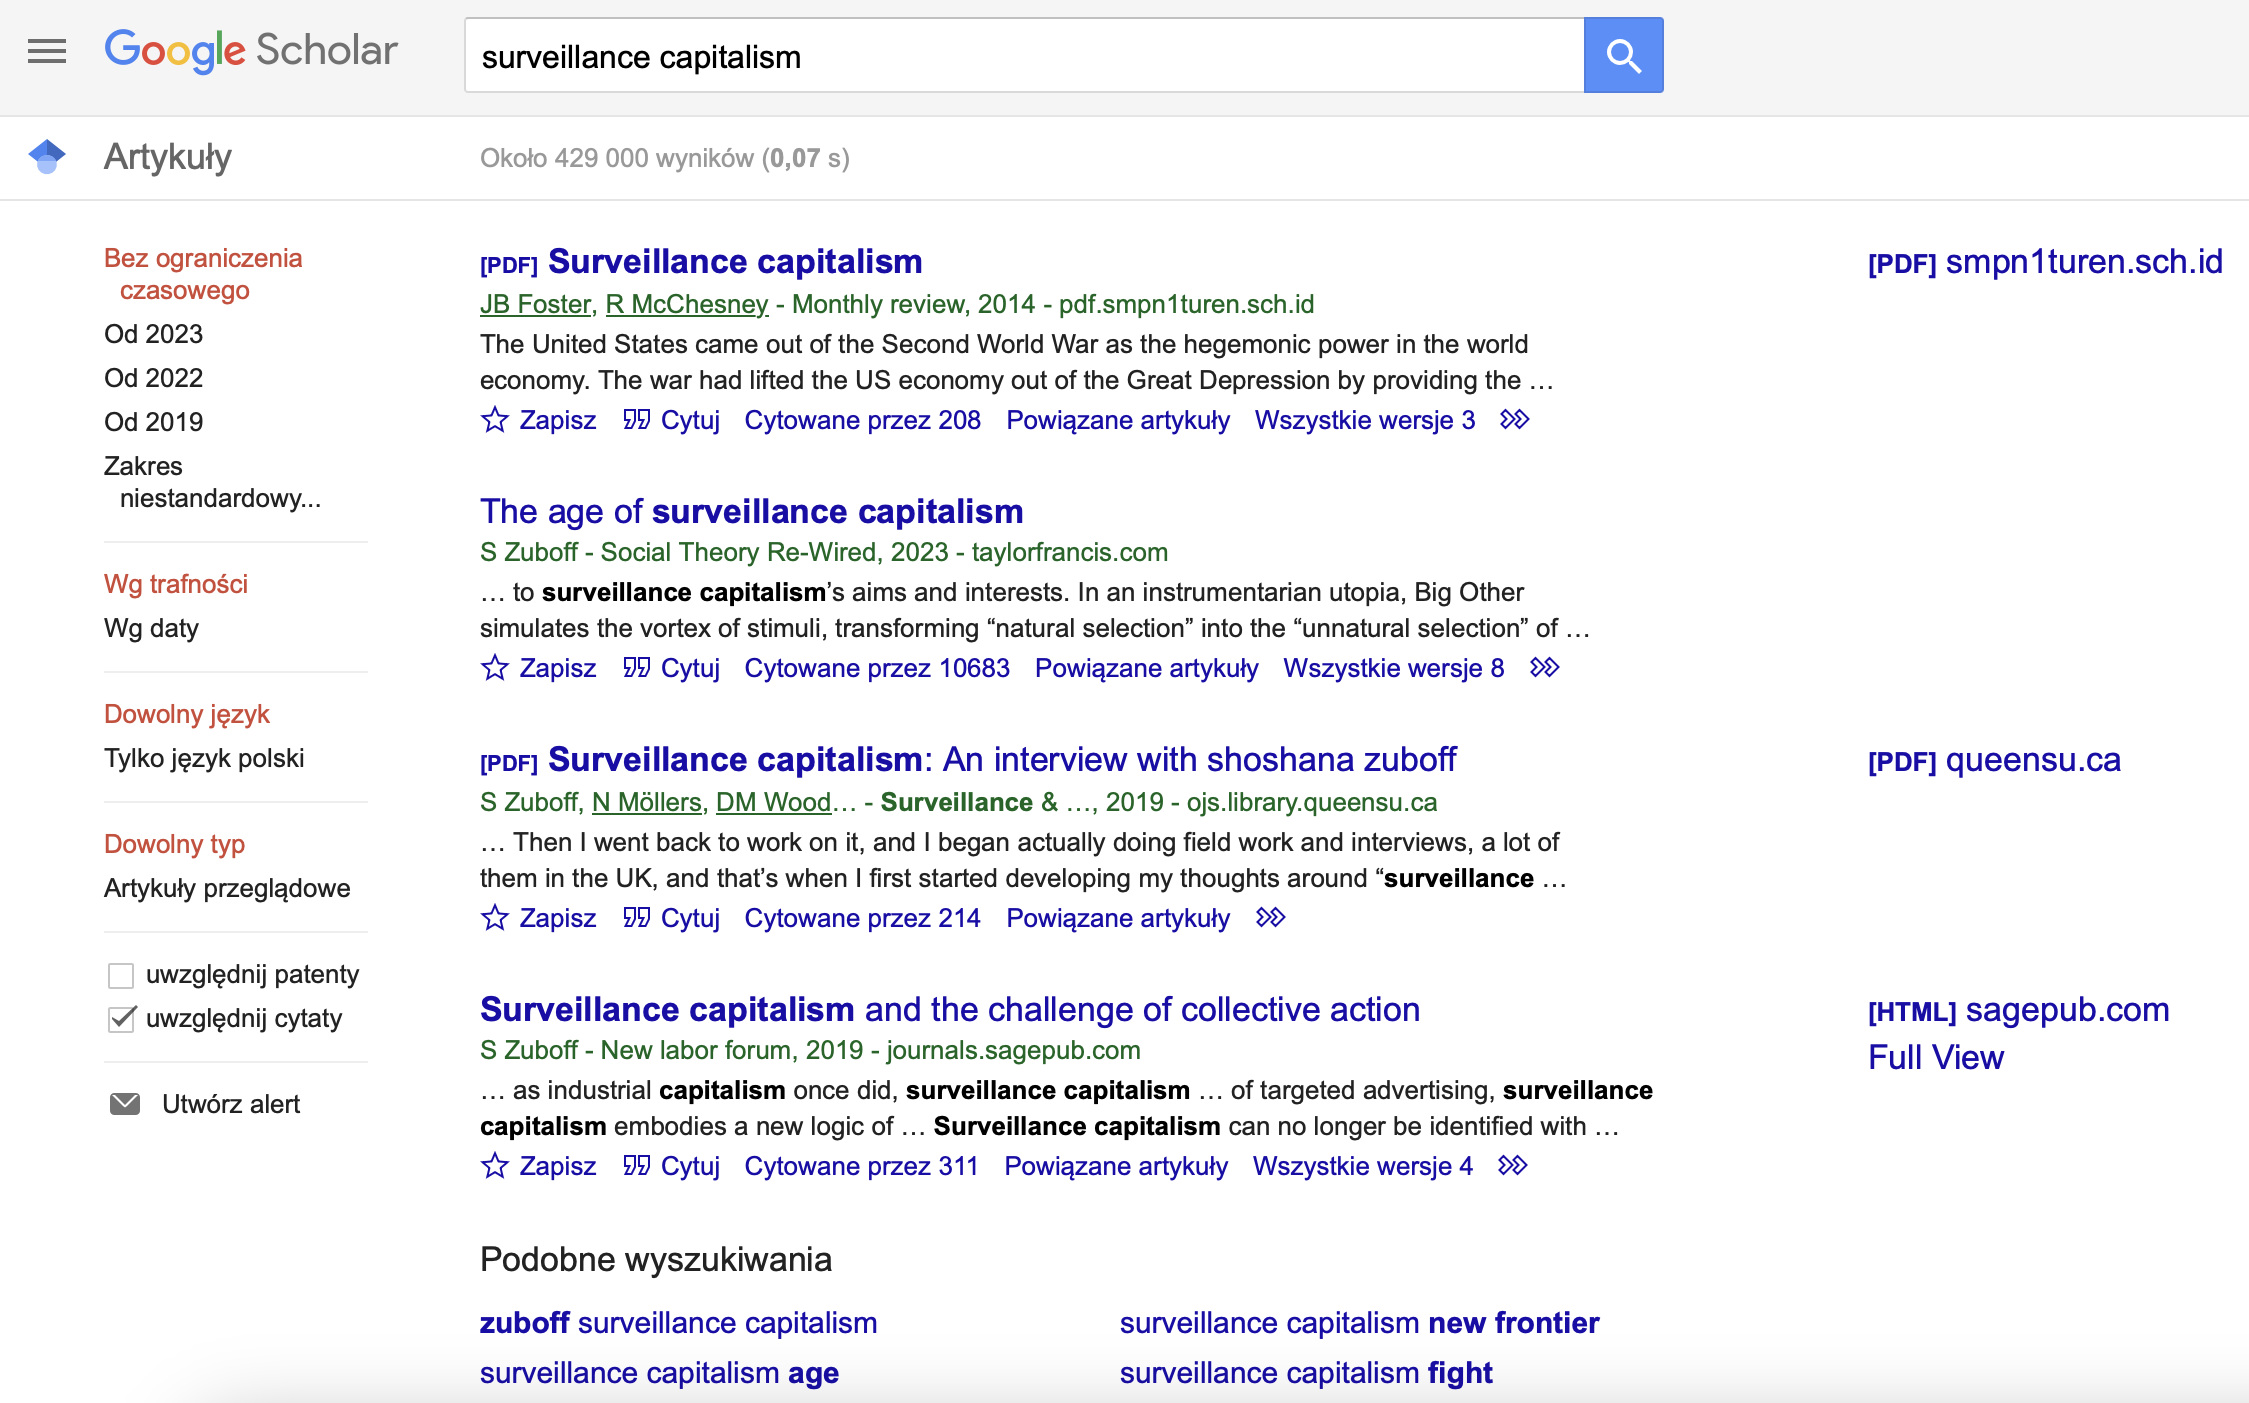 Google Scholar
surveillance capitalism
Artykuły
Około 429 000 wyników (0,07 s)
Bez ograniczenia
czasowego
Od 2023
Od 2022
Od 2019
Zakres
niestandardowy...
Wg trafności
Wg daty
Dowolny język
Tylko język polski
Dowolny typ
Artykuły przeglądowe
uwzględnij patenty
uwzględnij cytaty
Utwórz alert
[PDF] Surveillance capitalism
JB Foster, R McChesney - Monthly review, 2014 - pdf.smpn1turen.sch.id
The United States came out of the Second World War as the hegemonic power in the world
economy. The war had lifted the US economy out of the Great Depression by providing the …
Zapisz Cytuj Cytowane przez 208 Powiązane artykuły Wszystkie wersje 3
[PDF] smpn1turen.sch.id
The age of surveillance capitalism
S Zuboff - Social Theory Re-Wired, 2023 - taylorfrancis.com
… to surveillance capitalism’s aims and interests. In an instrumentarian utopia, Big Other
simulates the vortex of stimuli, transforming “natural selection” into the “unnatural selection” of …
Zapisz Cytuj Cytowane przez 10683 Powiązane artykuły Wszystkie wersje 8
[PDF] Surveillance capitalism: An interview with shoshana zuboff
S Zuboff, N Möllers, DM Wood… - Surveillance & …, 2019 - ojs.library.queensu.ca
… Then I went back to work on it, and I began actually doing field work and interviews, a lot of
them in the UK, and that’s when I first started developing my thoughts around “surveillance …
Zapisz Cytuj Cytowane przez 214 Powiązane artykuły
[PDF] queensu.ca
Surveillance capitalism and the challenge of collective action
S Zuboff - New labor forum, 2019 - journals.sagepub.com
… as industrial capitalism once did, surveillance capitalism … of targeted advertising, surveillance
capitalism embodies a new logic of … Surveillance capitalism can no longer be identified with …
Zapisz Cytuj Cytowane przez 311 Powiązane artykuły Wszystkie wersje 4
[HTML] sagepub.com
Full View
Podobne wyszukiwania
zuboff surveillance capitalism
surveillance capitalism new frontier
surveillance capitalism age
surveillance capitalism fight